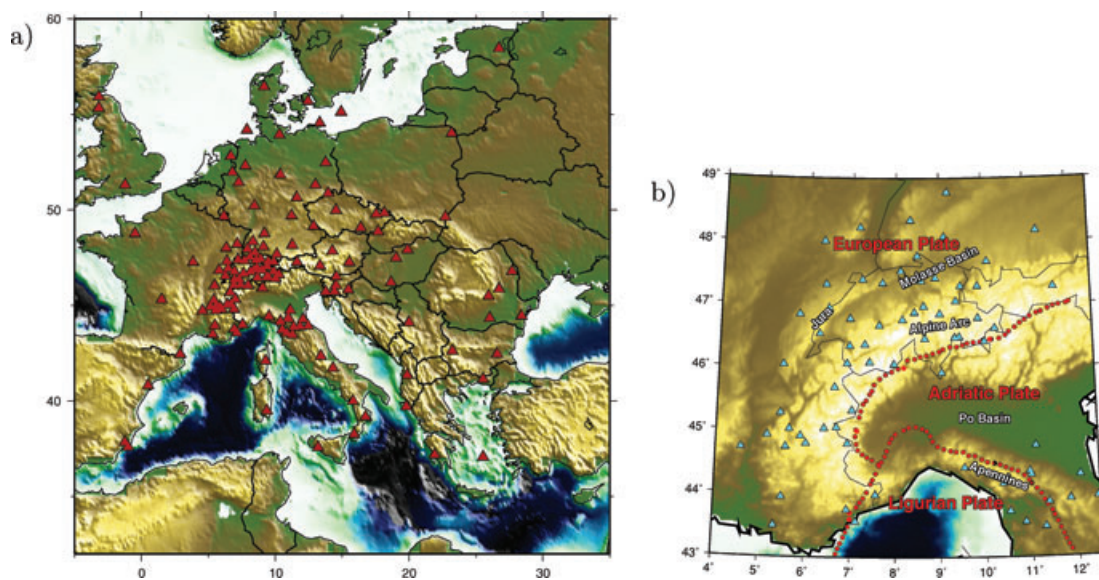 a)
60
50
40
0
10
20
30
b)
49°
48°
47°
46°
45°
44°
43°
European Plate
Molasse Basin
Jura
Alpine Arc
Adriatic Plate
Po Basin
Apennines
Ligurian Plate
4°
5°
6°
7°
8°
9°
10°
11°
12°